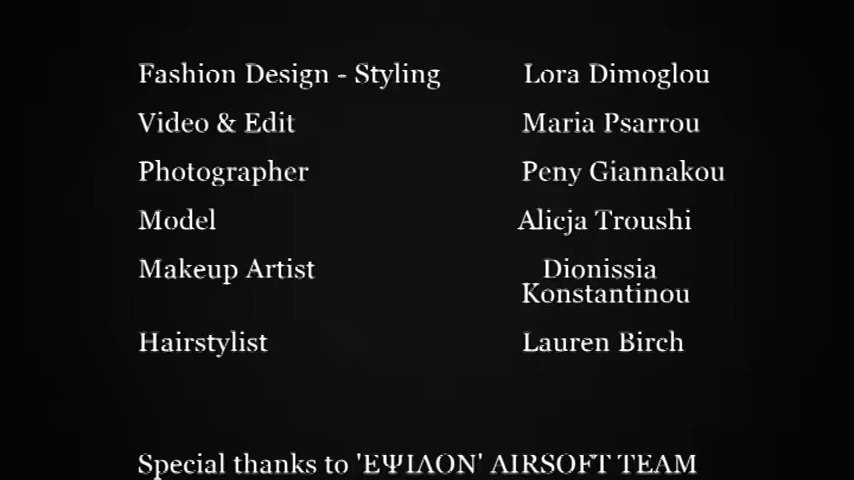 Fashion Design - Styling Lora Dimoglou
Video & Edit Maria Psarrou
Photographer Peny Giannakou
Model Alicja Troushi
Makeup Artist Dionissia
Konstantinou
Hairstylist Lauren Birch
Special thanks to 'ΕΨΙΛΟΝ' AIRSOFT TEAM